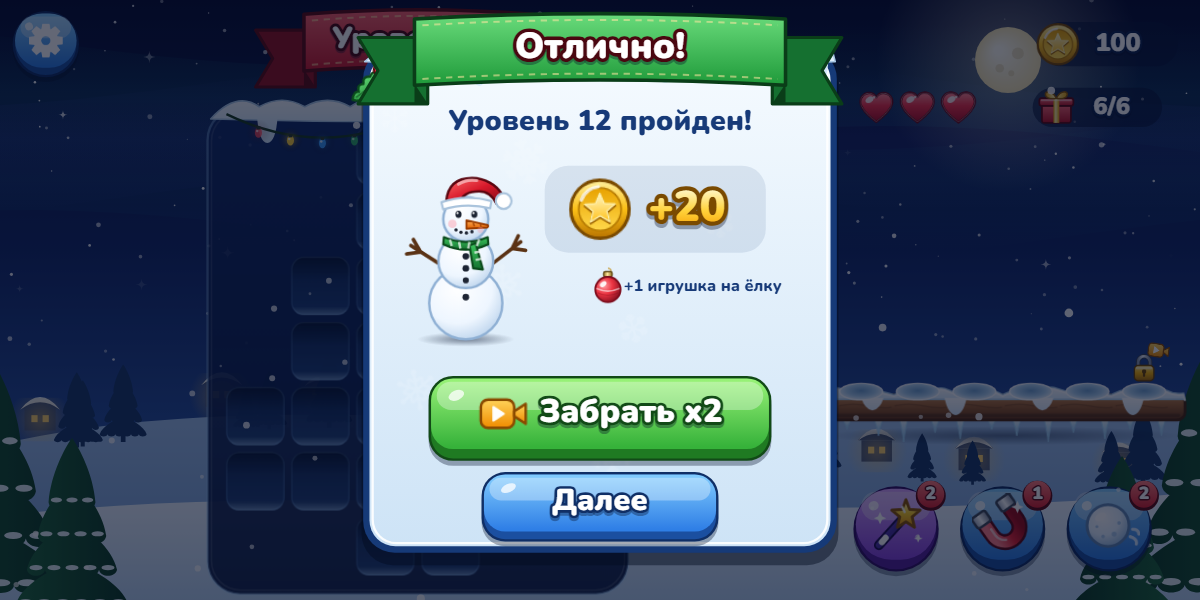 Отлично!
100
6/6
Уровень 12 пройден!
+20
+1 игрушка на ёлку
Забрать x2
Далее
2
1
2